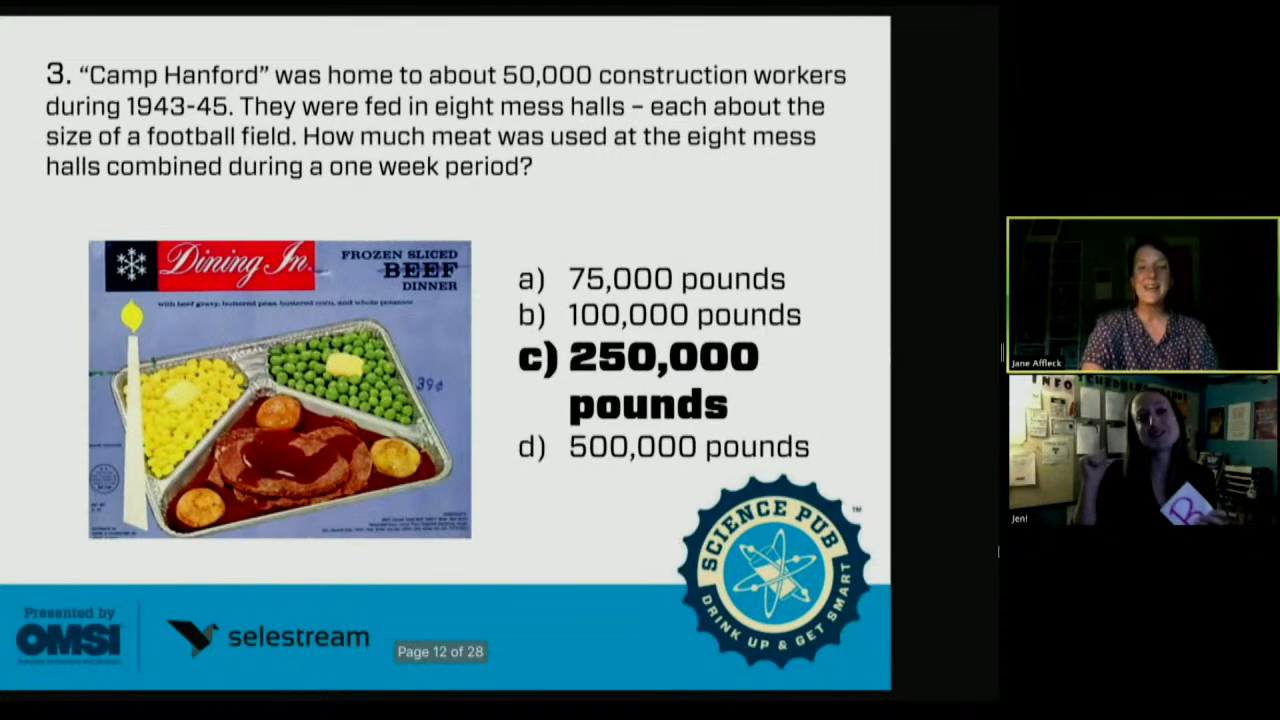 3. “Camp Hanford” was home to about 50,000 construction workers
during 1943-45. They were fed in eight mess halls – each about the
size of a football field. How much meat was used at the eight mess
halls combined during a one week period?
Dining In.
FROZEN SLICED
BEEF
DINNER
with beef gravy, buttered peas, buttered corn, and whole potatoes
39¢
a) 75,000 pounds
b) 100,000 pounds
c) 250,000
pounds
d) 500,000 pounds
SCIENCE PUB
DRINK UP & GET SMART
TM
Presented by
OMSI
selestream
Page 12 of 28
Jane Affleck
INFO
B
Jen!